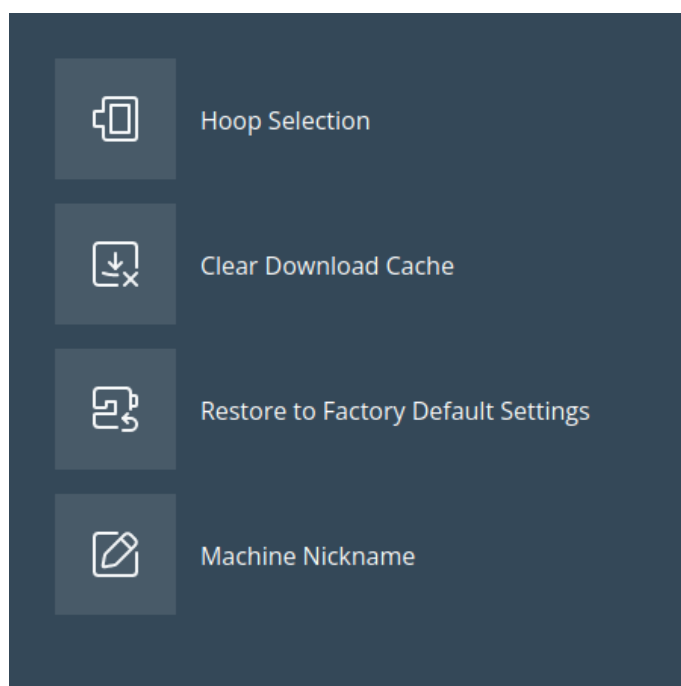 Hoop Selection
Clear Download Cache
Restore to Factory Default Settings
Machine Nickname